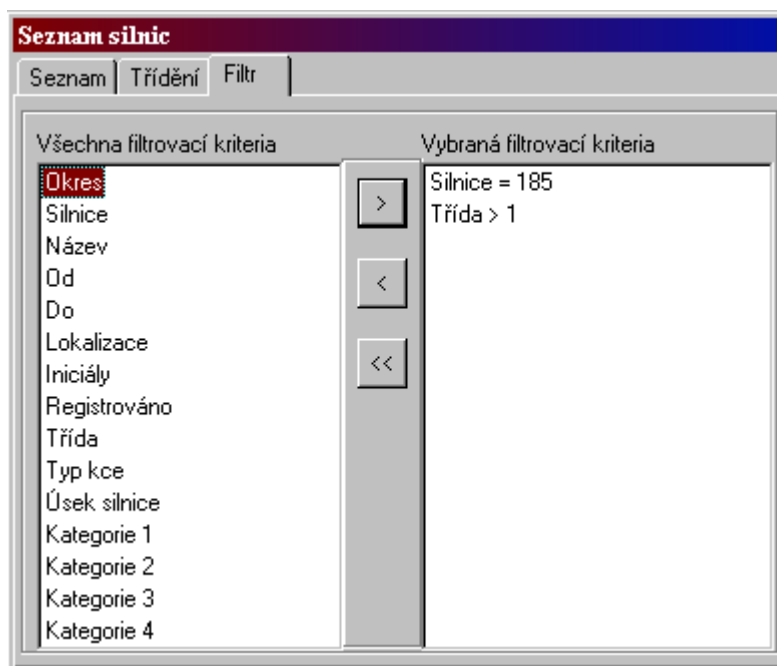 Seznam silnic
Seznam Třídění Filtr
Všechna filtrovací kriteria
Okres
Silnice
Název
Od
Do
Lokalizace
Iniciály
Registrováno
Třída
Typ kce
Úsek silnice
Kategorie 1
Kategorie 2
Kategorie 3
Kategorie 4
>
<
<<
Vybraná filtrovací kriteria
Silnice = 185
Třída > 1